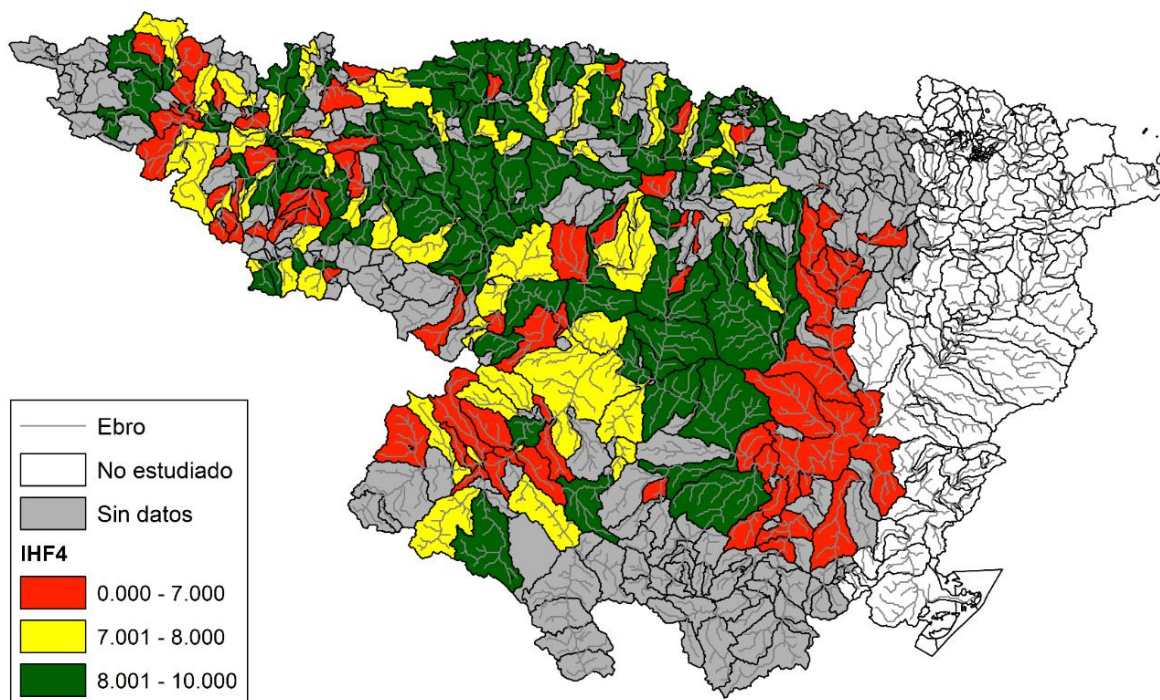 Ebro
No estudiado
Sin datos
IHF4
0.000 - 7.000
7.001 - 8.000
8.001 - 10.000